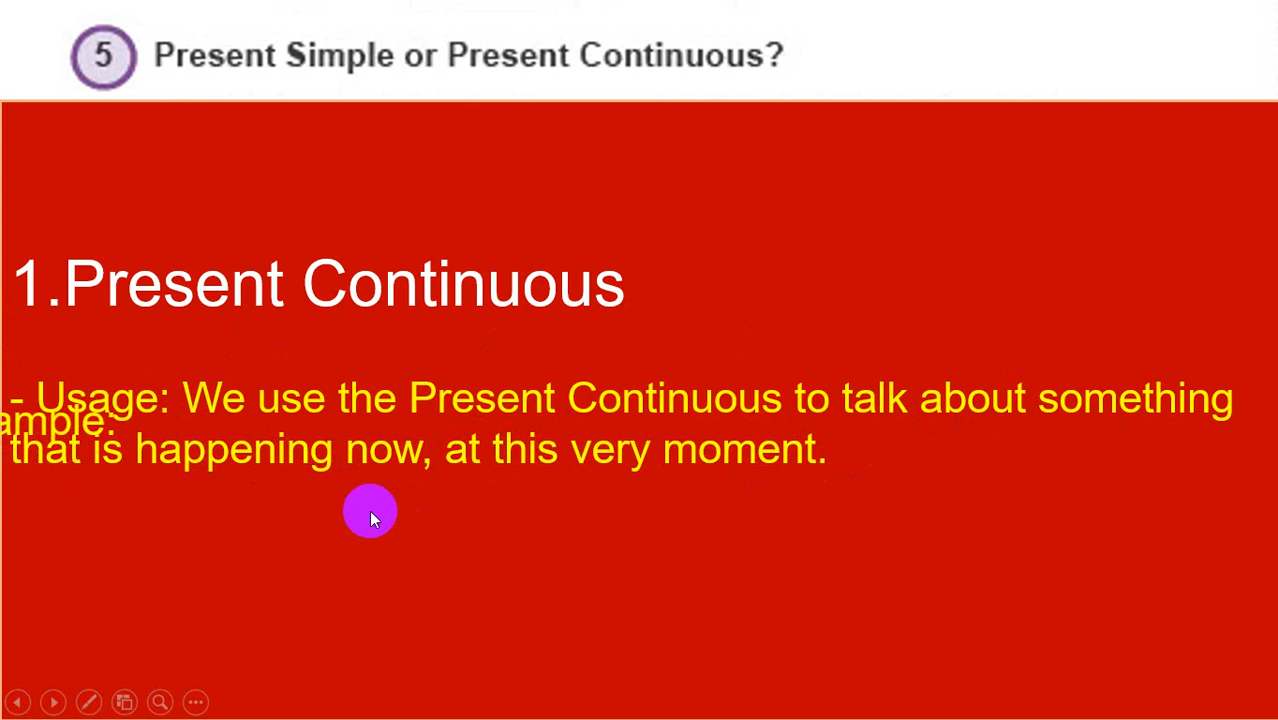 5 Present Simple or Present Continuous?
1.Present Continuous
- Usage: We use the Present Continuous to talk about something
ample:
that is happening now, at this very moment.